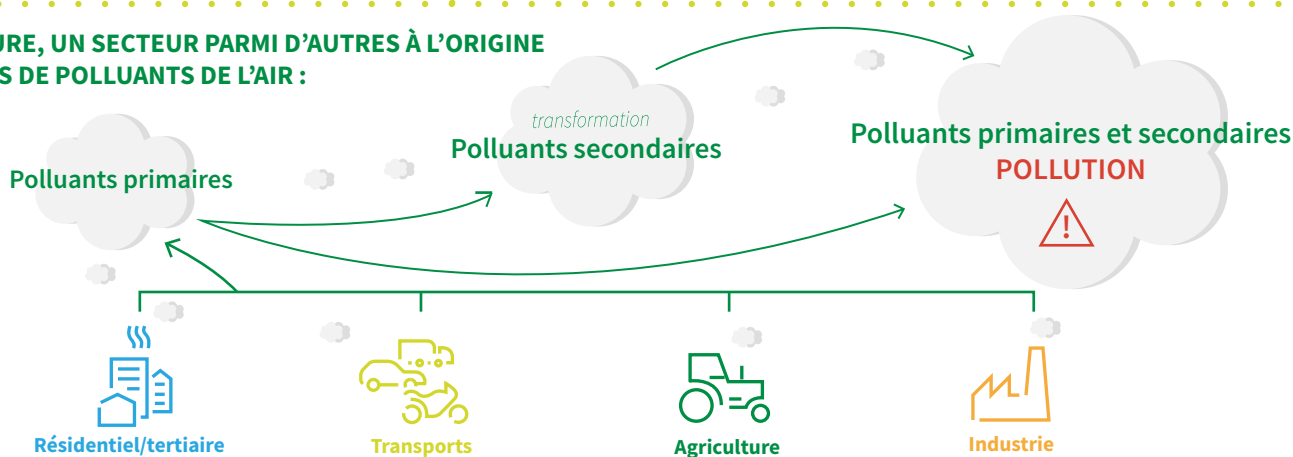 URE, UN SECTEUR PARMI D'AUTRES À L'ORIGINE
S DE POLLUANTS DE L'AIR :
transformation
Polluants secondaires
Polluants primaires et secondaires
POLLUTION
!
Polluants primaires
Résidentiel/tertiaire
Transports
Agriculture
Industrie